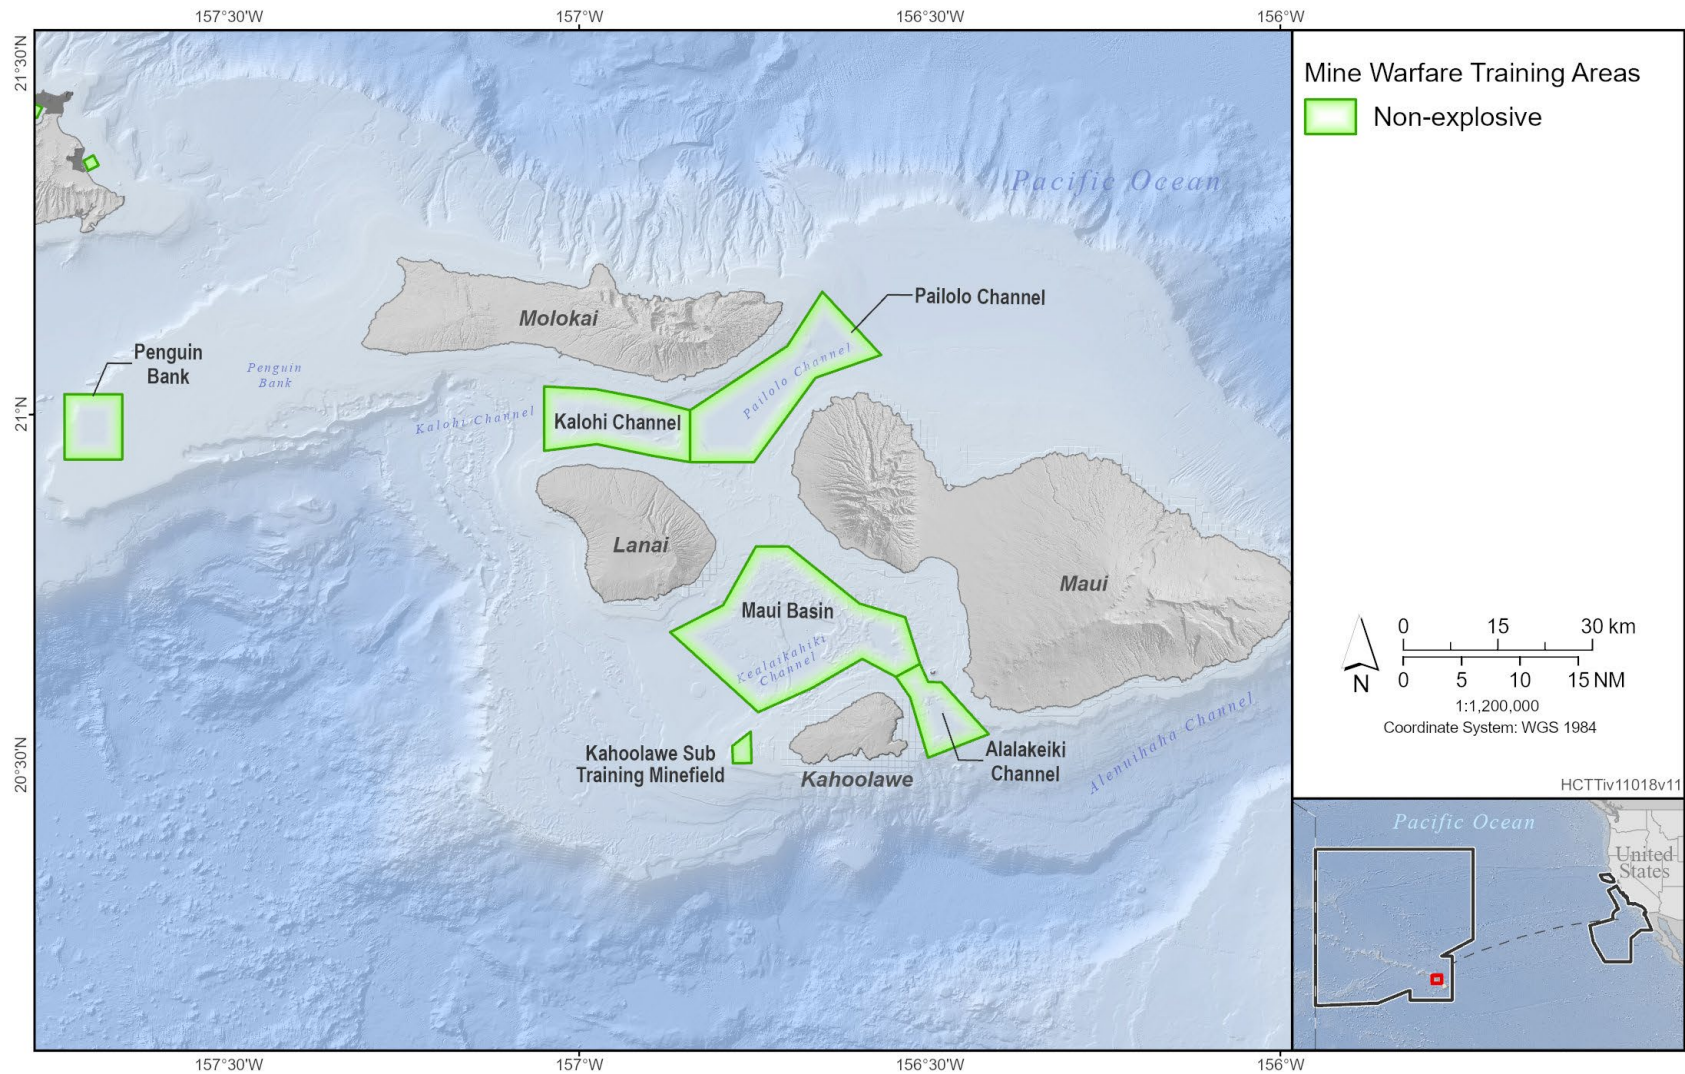 157°30'W
157°W
156°30'W
156°W
21°30'N
21°N
20°30'N
Pacific Ocean
Pailolo Channel
Molokai
Penguin
Bank
Penguin
Bank
Pailolo Channel
Kalohi Channel
Kalohi Channel
Lanai
Maui
Maui Basin
Kealaikahiki
Channel
Kahoolawe Sub
Training Minefield
Kahoolawe
Alalakeiki
Channel
Alenuihaha Channel
157°30'W
157°W
156°30'W
156°W
Mine Warfare Training Areas
Non-explosive
N
0 15 30 km
0 5 10 15 NM
1:1,200,000
Coordinate System: WGS 1984
HCTTiv11018v11
Pacific Ocean
United
States